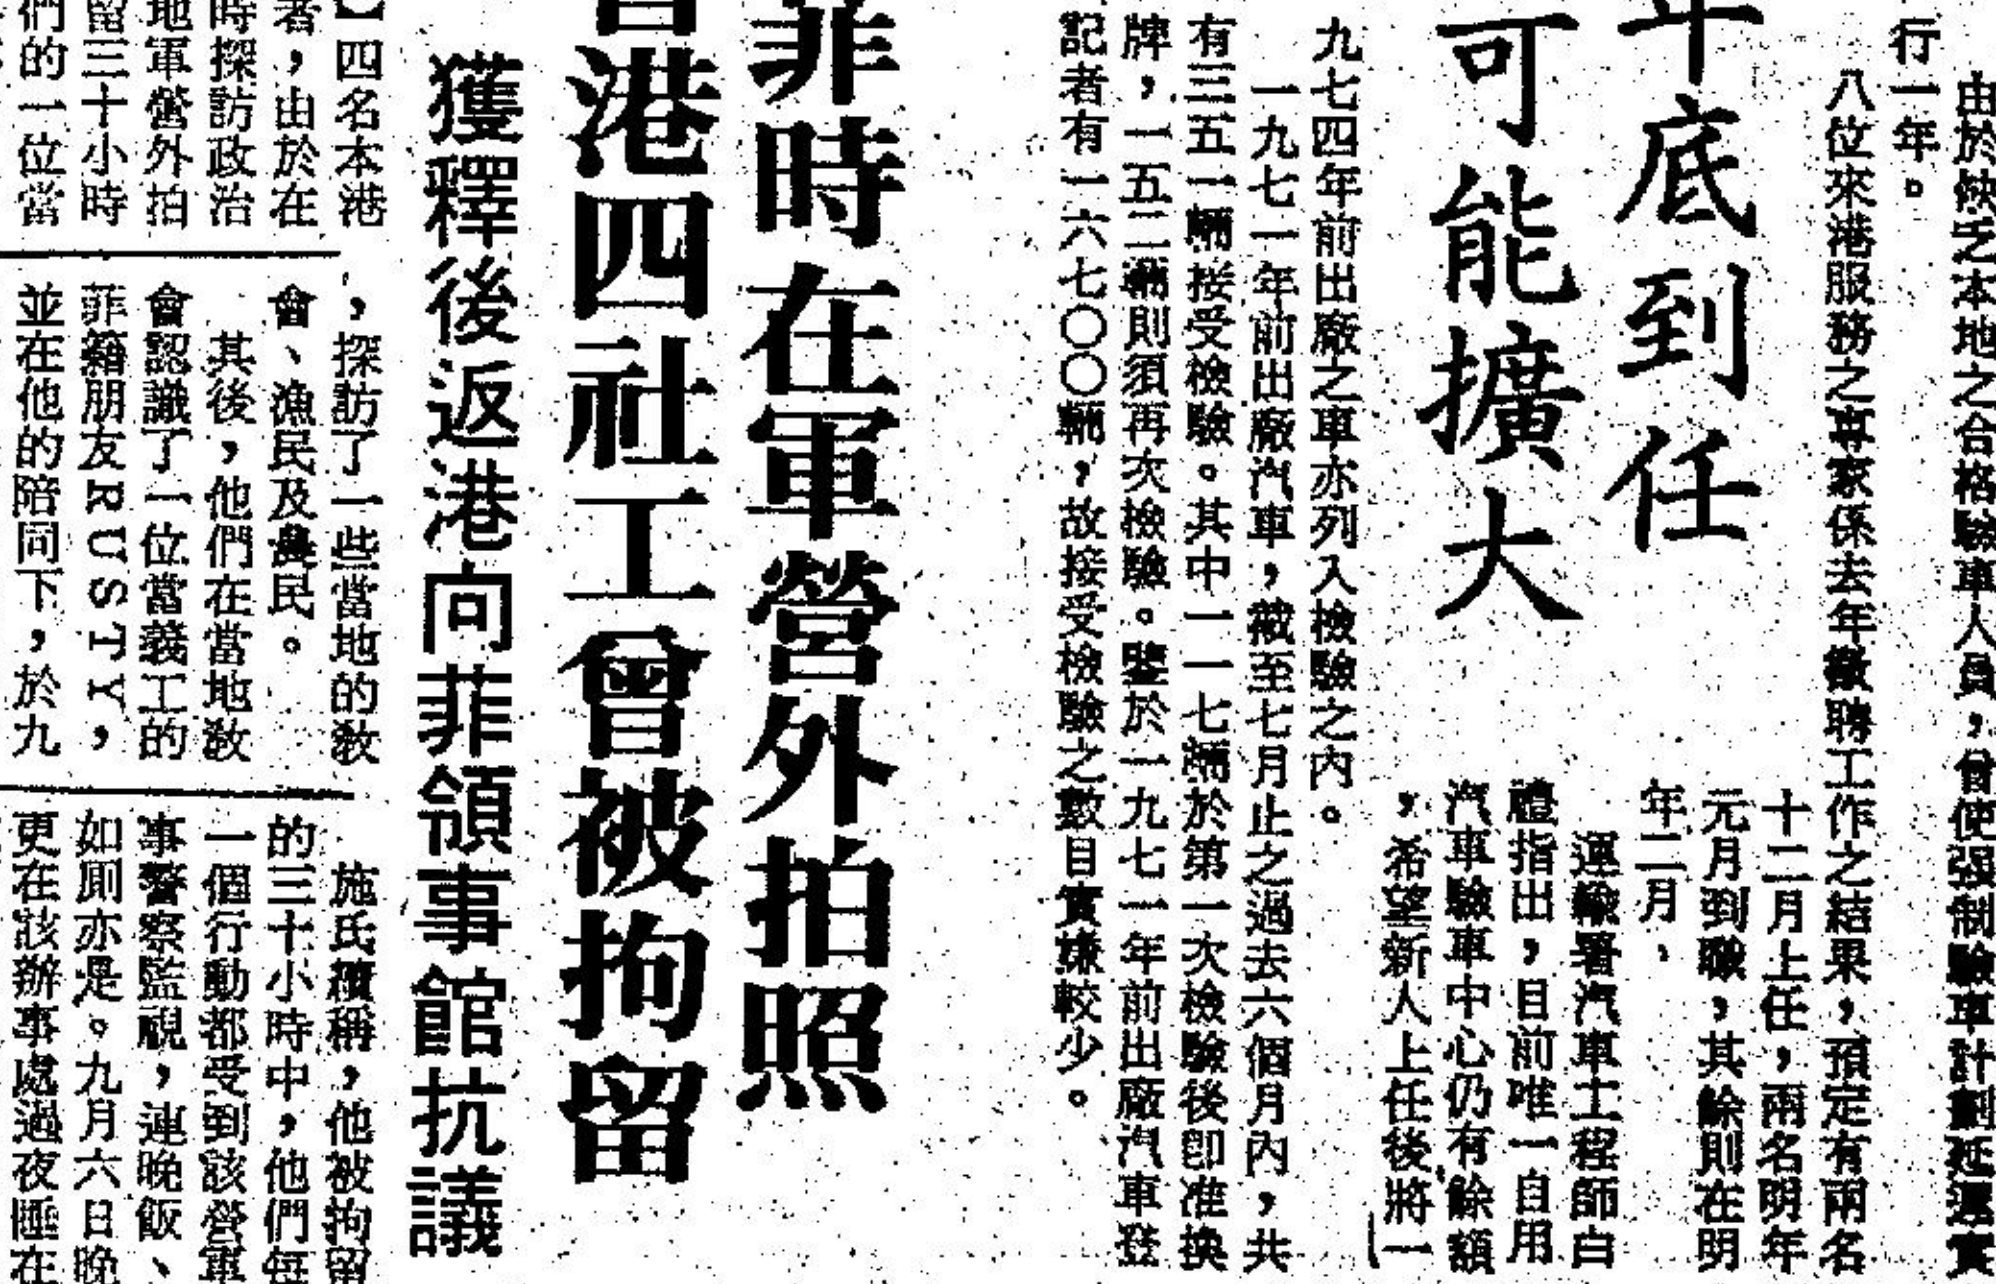 由於缺乏本地之合格驗車人員，曾使强制驗車計劃延遲實
行一年。
八位來港服務之專家係去年徵聘工作之結果，預定有兩名
十二月上任，兩名明年
元月到職，其餘則在明
年二月、
年底到任
可能擴大
運輸署汽車工程師白
禮指出，目前唯一自用
汽車驗車中心仍有餘額
，希望新人上任後將一
九七四年前出廠之車亦列入檢驗之內。
一九七一年前出廠汽車，截至七月止之過去六個月內，共
有三三五一輛接受檢驗。其中一一一七輛於第一次檢驗後卽准換
牌，一五二輛則須再次檢驗。鑒於一九七一年前出廠汽車登
記者有一六七〇〇輛，故接受檢驗之數目實嫌較少。
菲時在軍營外拍照
香港四社工曾被拘留
獲釋後返港向菲領事館抗議
】四名本港
者，由於在
時探訪政治
地軍營外拍
留三十小時
們的一位當
，探訪了一些當地的敎
會、漁民及農民。
其後，他們在當地敎
會認識了一位當義工的
菲籍朋友RUSTY，
並在他的陪同下，於九
施氏續稱，他被拘留
的三十小時中，他們每
一個行動都受到該營軍
事警察監視，連晚飯、
如厠亦是。九月六日晚
更在該辦事處過夜睡在